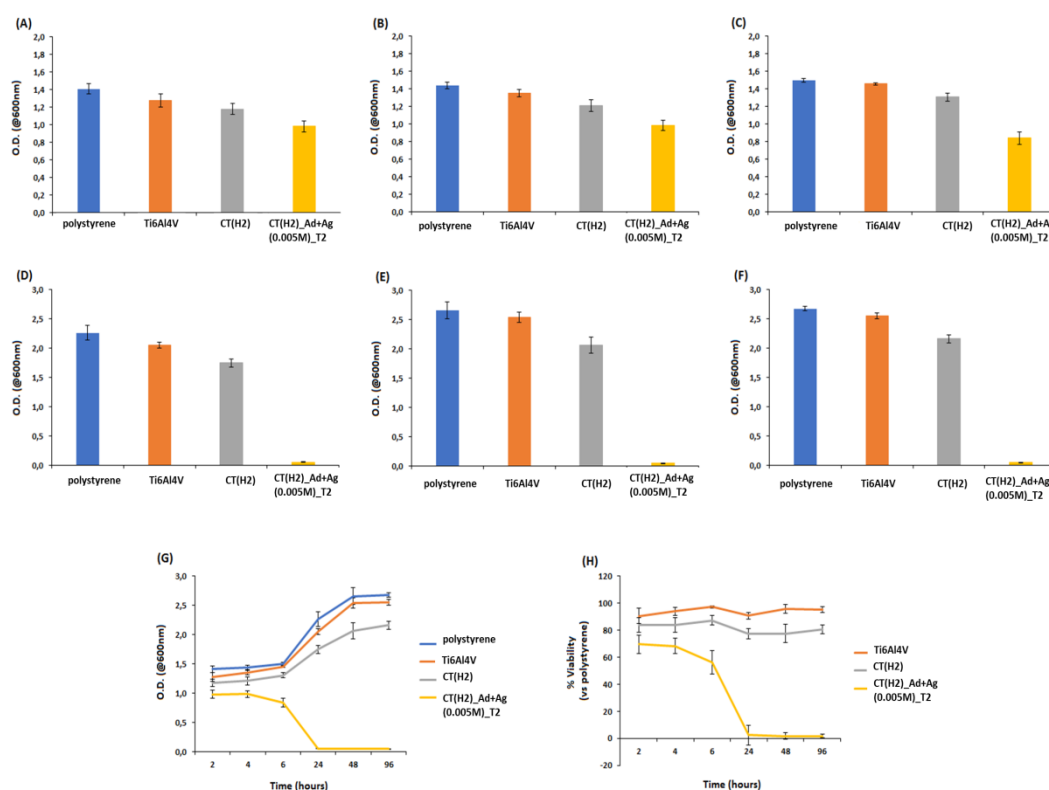 (A)
2,0
1,8
1,6
1,4
1,2
1,0
0,8
0,6
0,4
0,2
0,0
O.D. (@600nm)
polystyrene
Ti6Al4V
CT(H2)
CT(H2)_Ad+Ag
(0.005M)_T2
(B)
2,0
1,8
1,6
1,4
1,2
1,0
0,8
0,6
0,4
0,2
0,0
O.D. (@600nm)
polystyrene
Ti6Al4V
CT(H2)
CT(H2)_Ad+Ag
(0.005M)_T2
(C)
2,0
1,8
1,6
1,4
1,2
1,0
0,8
0,6
0,4
0,2
0,0
O.D. (@600nm)
polystyrene
Ti6Al4V
CT(H2)
CT(H2)_Ad+Ag
(0.005M)_T2
(D)
3,0
2,5
2,0
1,5
1,0
0,5
0,0
O.D. (@600nm)
polystyrene
Ti6Al4V
CT(H2)
CT(H2)_Ad+Ag
(0.005M)_T2
(E)
3,0
2,5
2,0
1,5
1,0
0,5
0,0
O.D. (@600nm)
polystyrene
Ti6Al4V
CT(H2)
CT(H2)_Ad+Ag
(0.005M)_T2
(F)
3,0
2,5
2,0
1,5
1,0
0,5
0,0
O.D. (@600nm)
polystyrene
Ti6Al4V
CT(H2)
CT(H2)_Ad+Ag
(0.005M)_T2
(G)
3,0
2,5
2,0
1,5
1,0
0,5
0,0
O.D. (@600nm)
2 4 6 24 48 96
Time (hours)
polystyrene
Ti6Al4V
CT(H2)
CT(H2)_Ad+Ag
(0.005M)_T2
(H)
120
100
80
60
40
20
0
-20
% Viability
(vs polystyrene)
2 4 6 24 48 96
Time (hours)
Ti6Al4V
CT(H2)
CT(H2)_Ad+Ag
(0.005M)_T2